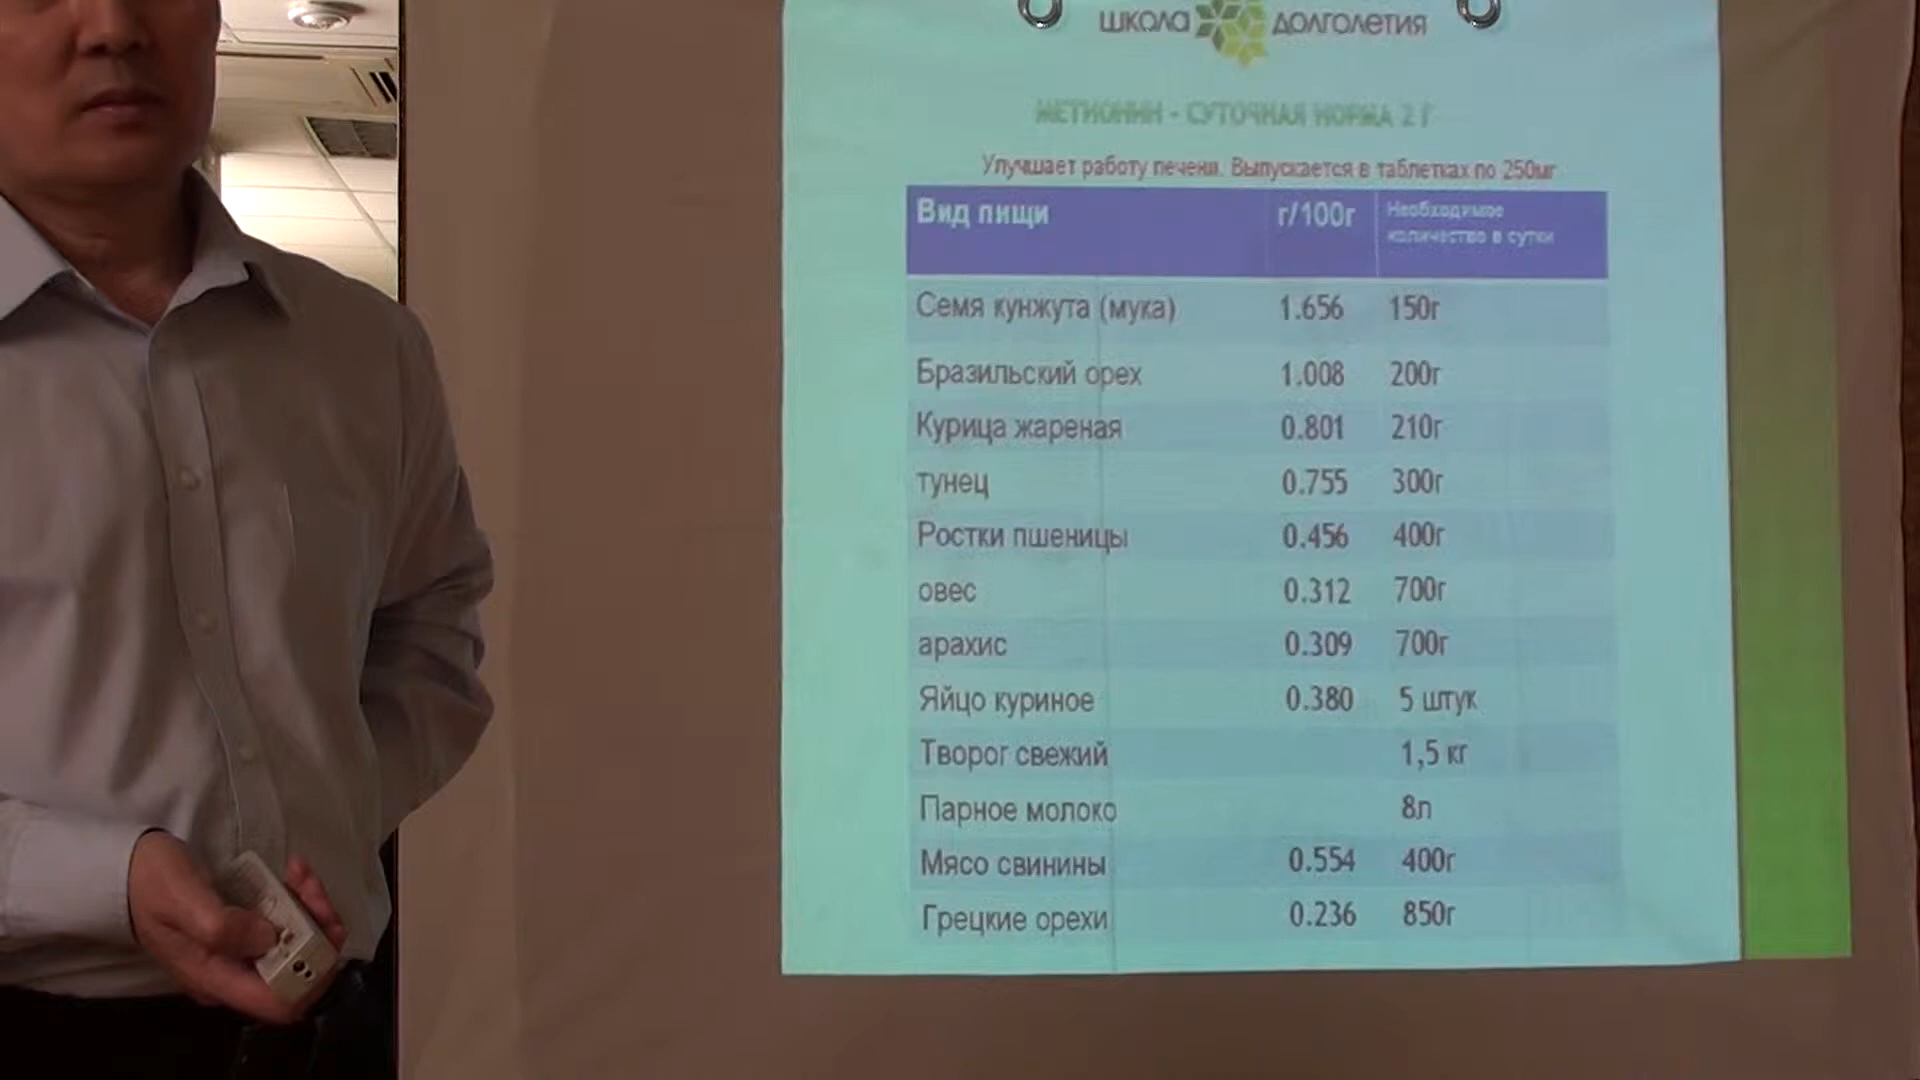 ШКОЛА ДОЛГОЛЕТИЯ
МЕТИОНИН - СУТОЧНАЯ НОРМА 2 Г
Улучшает работу печени. Выпускается в таблетках по 250мг
Вид пищи г/100г Необходимое
количество в сутки
Семя кунжута (мука) 1.656 150г
Бразильский орех 1.008 200г
Курица жареная 0.801 210г
тунец 0.755 300г
Ростки пшеницы 0.456 400г
овес 0.312 700г
арахис 0.309 700г
Яйцо куриное 0.380 5 штук
Творог свежий 1,5 кг
Парное молоко 8л
Мясо свинины 0.554 400г
Грецкие орехи 0.236 850г